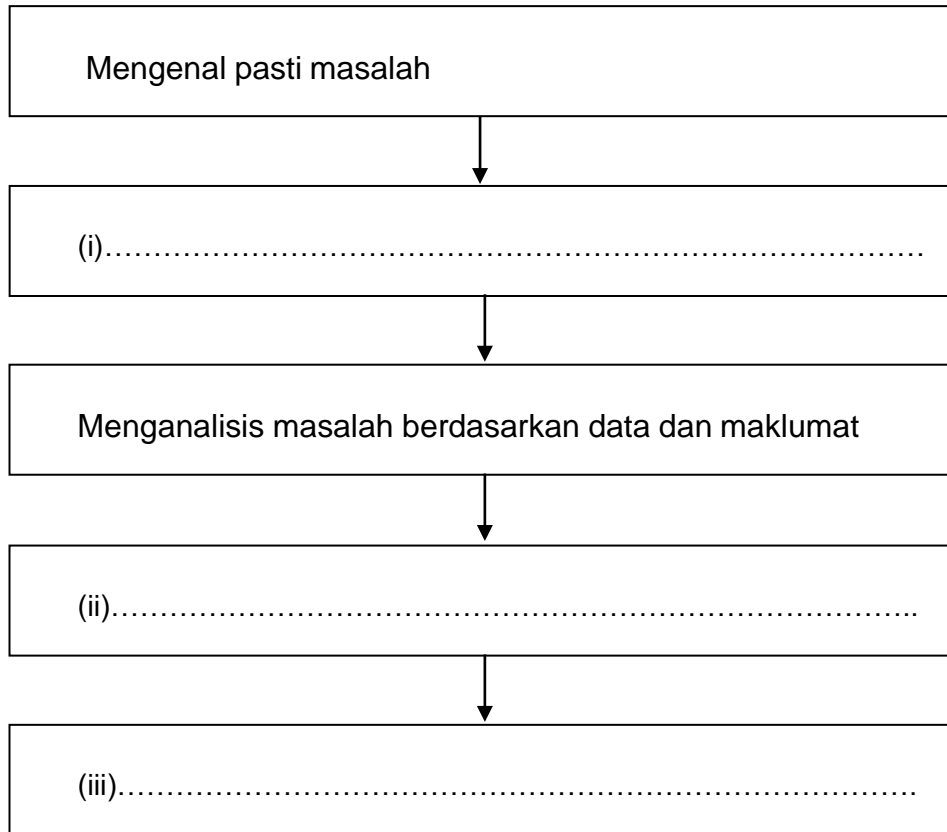 Mengenal pasti masalah
(i)…………………………………………………………………………
Menganalisis masalah berdasarkan data dan maklumat
(ii)………………………………………………………………………..
(iii)……………………………………………………………………….